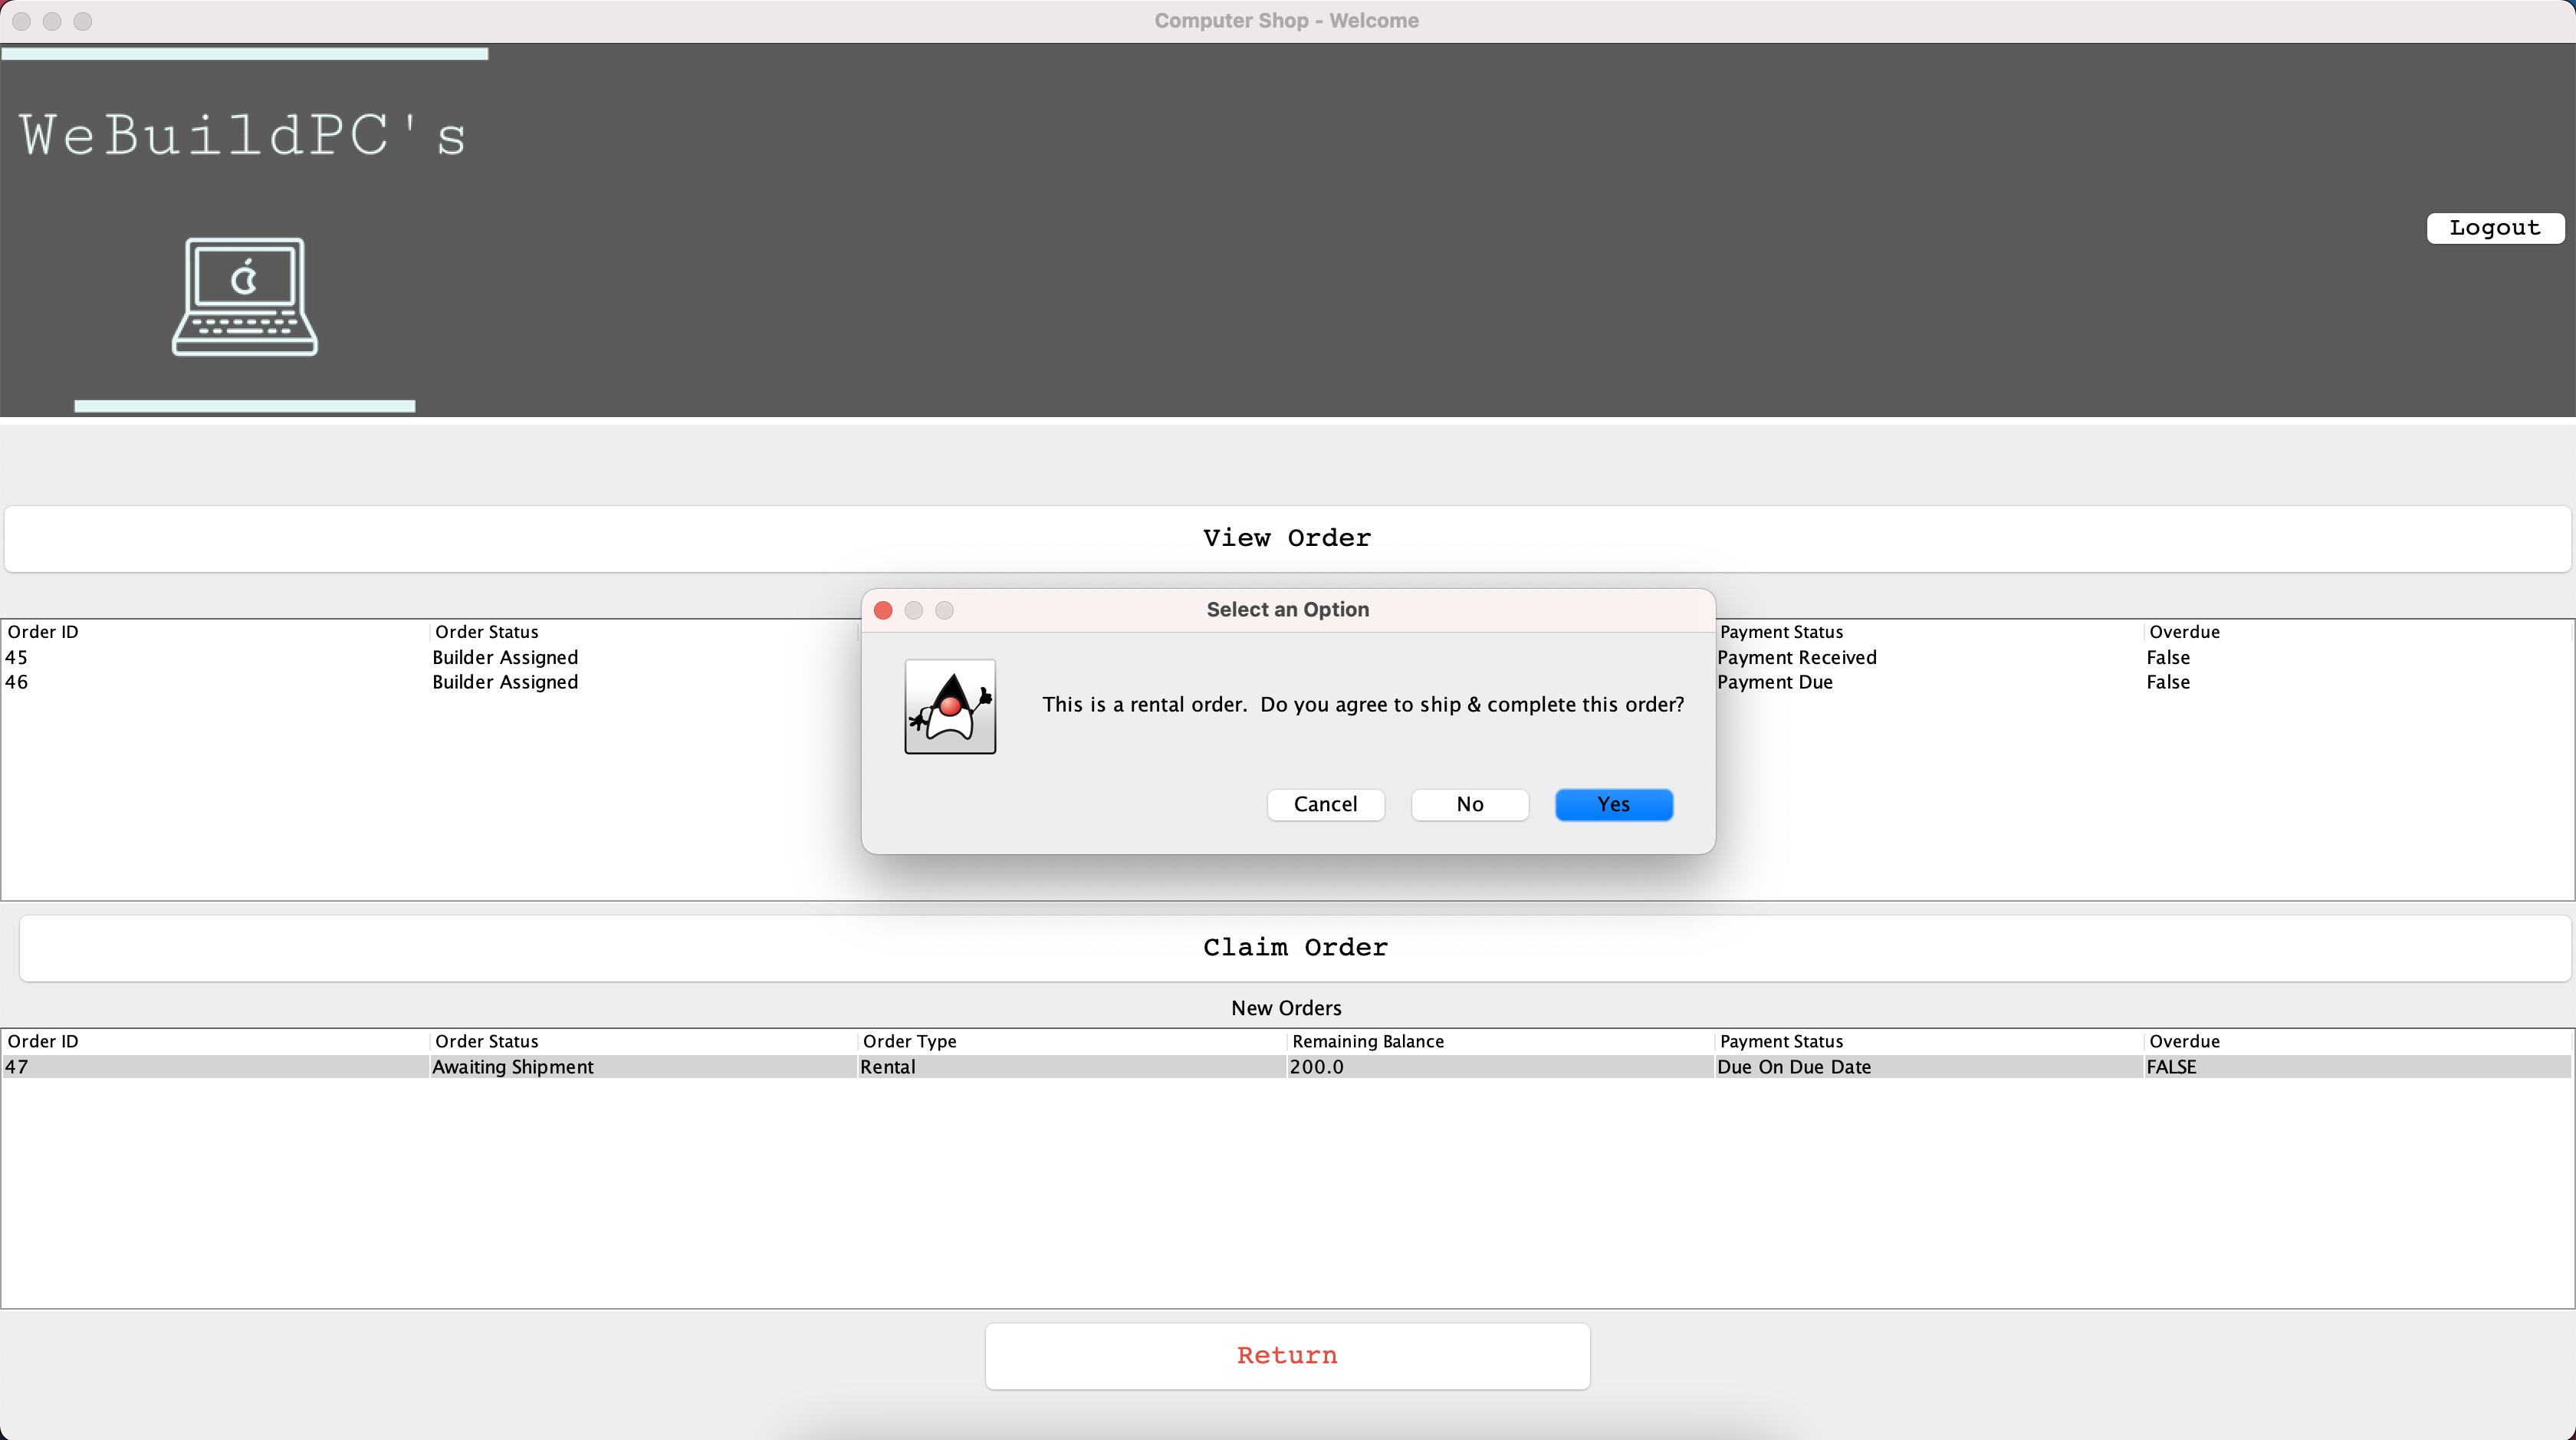 Computer Shop - Welcome
WeBuildPC's
Logout
View Order
Select an Option
This is a rental order.  Do you agree to ship & complete this order?
Cancel No Yes
Order ID Order Status Payment Status Overdue
45 Builder Assigned Payment Received False
46 Builder Assigned Payment Due False
Claim Order
New Orders
Order ID Order Status Order Type Remaining Balance Payment Status Overdue
47 Awaiting Shipment Rental 200.0 Due On Due Date FALSE
Return